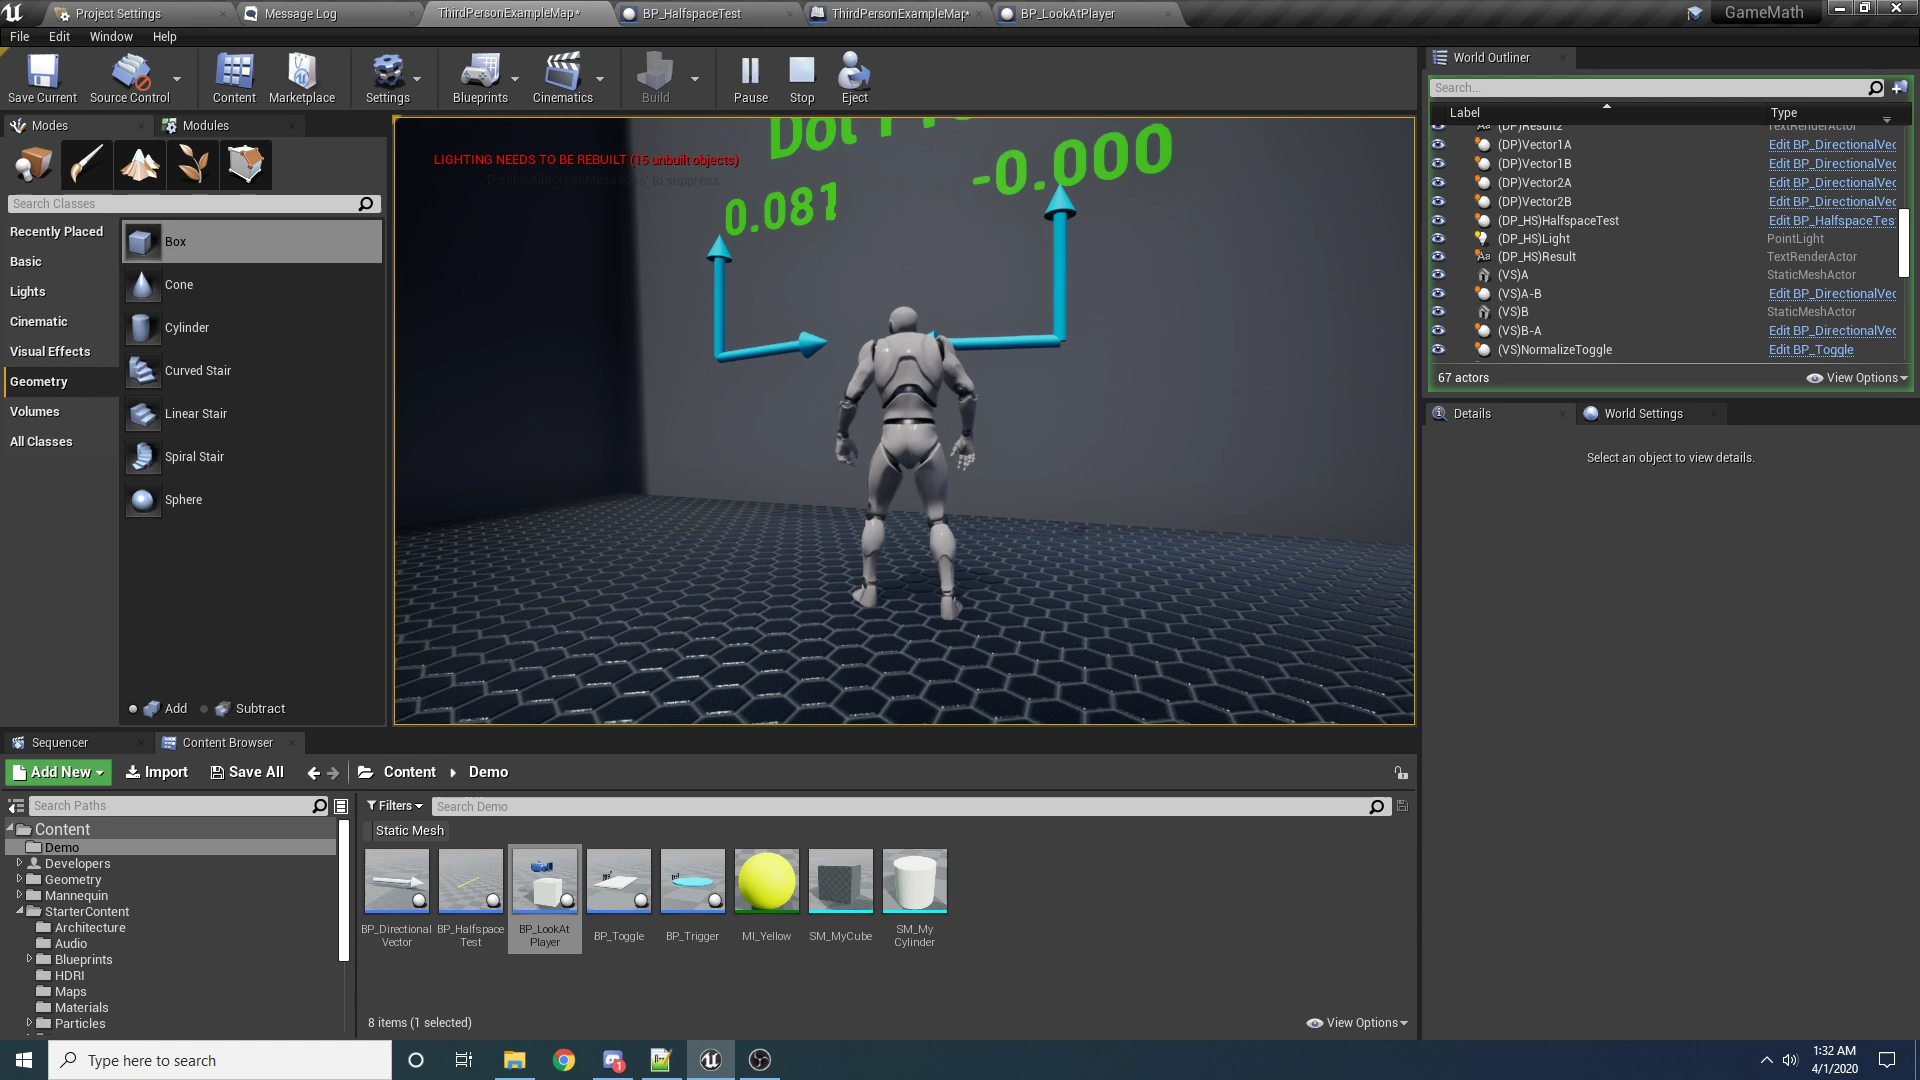 Project Settings
Message Log
ThirdPersonExampleMap*
BP_HalfspaceTest
ThirdPersonExampleMap*
BP_LookAtPlayer
GameMath
File Edit Window Help
Save Current
Source Control
Content
Marketplace
Settings
Blueprints
Cinematics
Build
Pause
Stop
Eject
Modes
Modules
Search Classes
Recently Placed
Basic
Lights
Cinematic
Visual Effects
Geometry
Volumes
All Classes
Box
Cone
Cylinder
Curved Stair
Linear Stair
Spiral Stair
Sphere
Add
Subtract
LIGHTING NEEDS TO BE REBUILT (15 unbuilt objects)
'DisableAllScreenMessages' to suppress
0.081
-0.000
World Outliner
Search...
Label Type
(DP)Result2 TextRenderActor
(DP)Vector1A Edit BP_DirectionalVec
(DP)Vector1B Edit BP_DirectionalVec
(DP)Vector2A Edit BP_DirectionalVec
(DP)Vector2B Edit BP_DirectionalVec
(DP_HS)HalfspaceTest Edit BP_HalfspaceTes
(DP_HS)Light PointLight
(DP_HS)Result TextRenderActor
(VS)A StaticMeshActor
(VS)A-B Edit BP_DirectionalVec
(VS)B StaticMeshActor
(VS)B-A Edit BP_DirectionalVec
(VS)NormalizeToggle Edit BP_Toggle
67 actors
View Options
Details
World Settings
Select an object to view details.
Sequencer
Content Browser
Add New
Import
Save All
Content
Demo
Search Paths
Content
Demo
Developers
Geometry
Mannequin
StarterContent
Architecture
Audio
Blueprints
HDRI
Maps
Materials
Particles
Filters
Search Demo
Static Mesh
BP_Directional
Vector
BP_Halfspace
Test
BP_LookAt
Player
BP_Toggle
BP_Trigger
MI_Yellow
SM_MyCube
SM_My
Cylinder
8 items (1 selected)
View Options
Type here to search
1
1:32 AM
4/1/2020